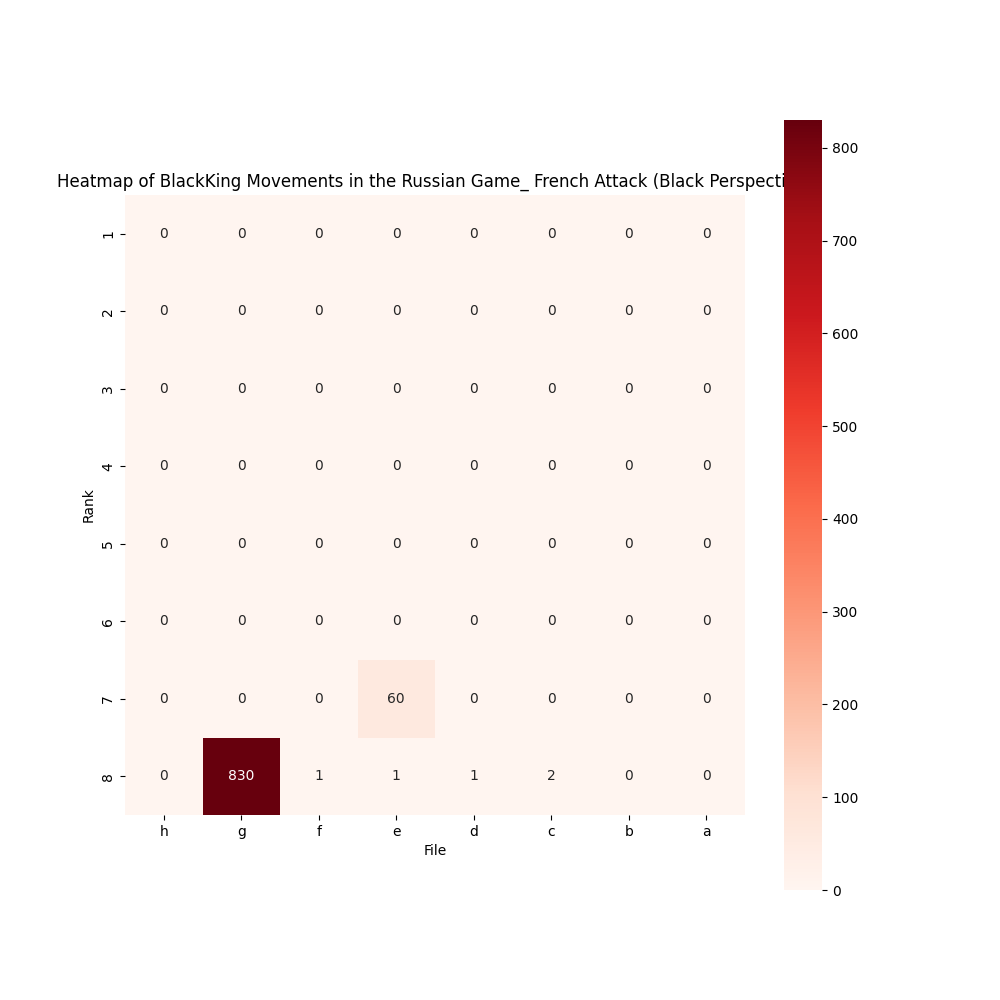 Heatmap of BlackKing Movements in the Russian Game_ French Attack (Black Perspecti
800
700
600
500
400
300
200
100
0
Rank
1 0 0 0 0 0 0 0 0
2 0 0 0 0 0 0 0 0
3 0 0 0 0 0 0 0 0
4 0 0 0 0 0 0 0 0
5 0 0 0 0 0 0 0 0
6 0 0 0 0 0 0 0 0
7 0 0 0 60 0 0 0 0
8 0 830 1 1 1 2 0 0
h g f e d c b a
File